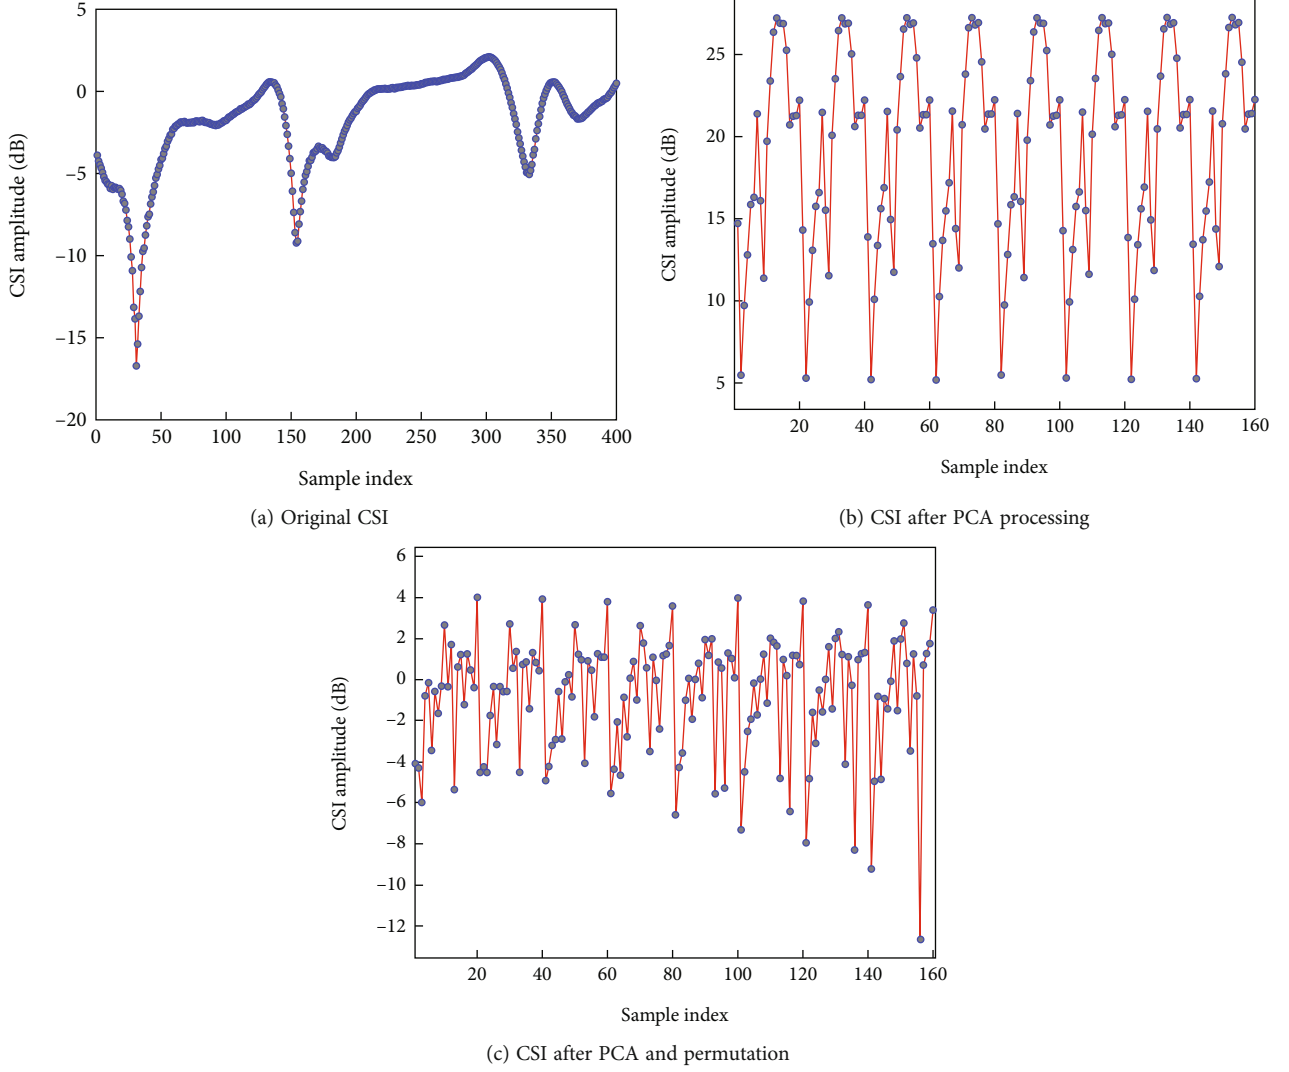 5
0
−5
−10
−15
−20
CSI amplitude (dB)
0 50 100 150 200 250 300 350 400
Sample index
(a) Original CSI
25
20
15
10
5
CSI amplitude (dB)
20 40 60 80 100 120 140 160
Sample index
(b) CSI after PCA processing
6
4
2
0
−2
−4
−6
−8
−10
−12
CSI amplitude (dB)
20 40 60 80 100 120 140 160
Sample index
(c) CSI after PCA and permutation